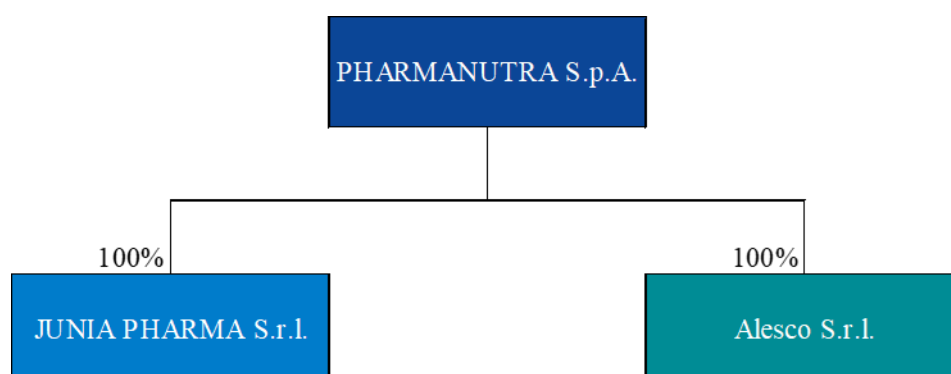 PHARMANUTRA S.p.A.
100%
100%
JUNIA PHARMA S.r.l.
Alesco S.r.l.